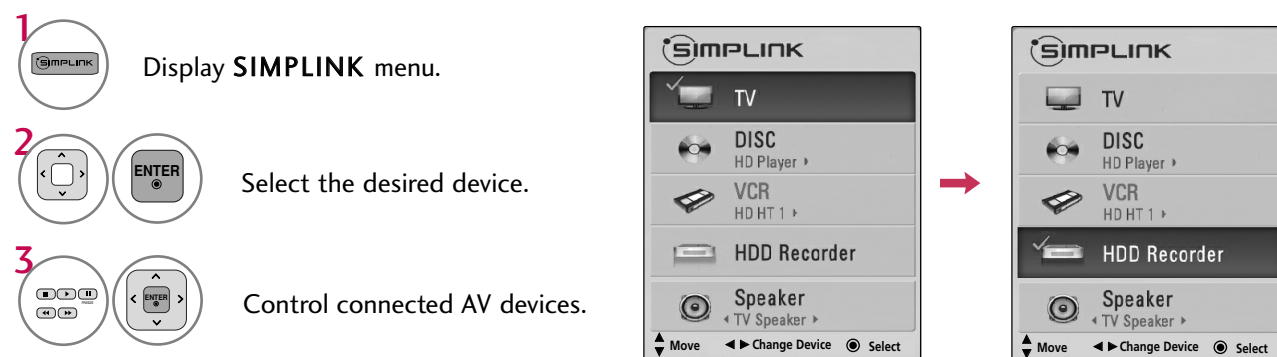 1
SIMPLINK
Display SIMPLINK menu.
2
ENTER
Select the desired device.
3
ENTER
Control connected AV devices.
SIMPLINK
TV
DISC
HD Player
VCR
HD HT 1
HDD Recorder
Speaker
TV Speaker
Move Change Device Select
SIMPLINK
TV
DISC
HD Player
VCR
HD HT 1
HDD Recorder
Speaker
TV Speaker
Move Change Device Select